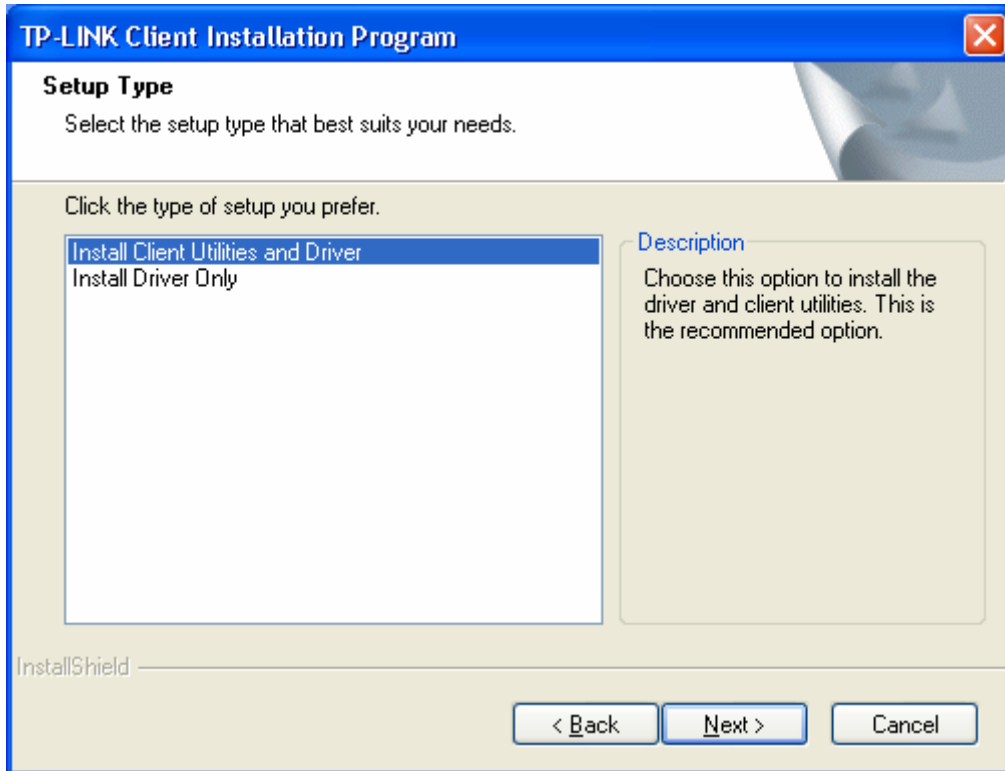 TP-LINK Client Installation Program
Setup Type
Select the setup type that best suits your needs.
Click the type of setup you prefer.
Install Client Utilities and Driver
Install Driver Only
Description
Choose this option to install the
driver and client utilities. This is
the recommended option.
InstallShield
< Back
Next >
Cancel